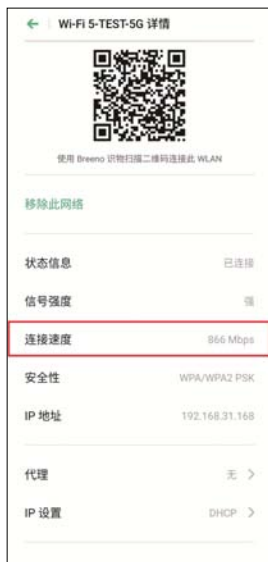 ← Wi-Fi 5-TEST-5G 详情
使用 Breeno 识物扫描二维码连接此 WLAN
移除此网络
状态信息 已连接
信号强度 强
连接速度 866 Mbps
安全性 WPA/WPA2 PSK
IP 地址 192.168.31.168
代理 无 >
IP 设置 DHCP >